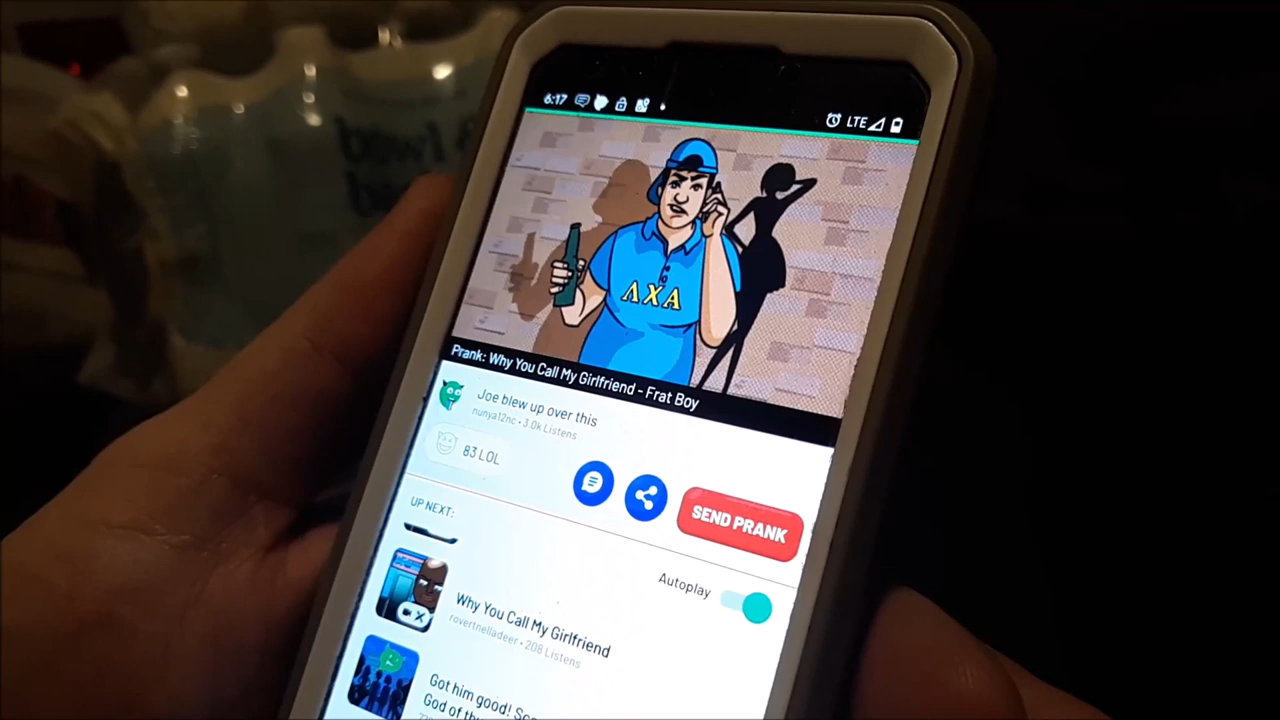 bowl &
6:17
LTE
ΛΧΑ
Prank: Why You Call My Girlfriend - Frat Boy
Joe blew up over this
nunya12nc • 3.0k Listens
83 LOL
SEND PRANK
UP NEXT:
Autoplay
Why You Call My Girlfriend
rovertnelladeer • 208 Listens
Got him good!
God of